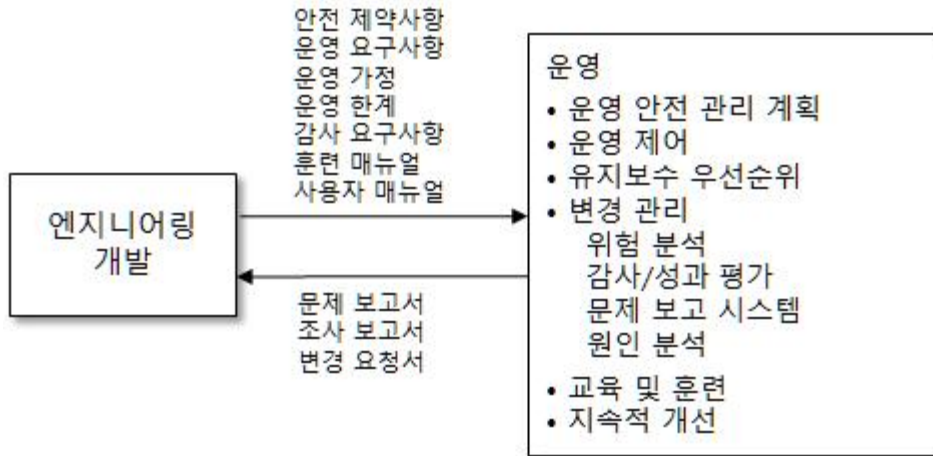 안전 제약사항
운영 요구사항
운영 가정
운영 한계
감사 요구사항
훈련 매뉴얼
사용자 매뉴얼
엔지니어링
개발
문제 보고서
조사 보고서
변경 요청서
운영
• 운영 안전 관리 계획
• 운영 제어
• 유지보수 우선순위
• 변경 관리
위험 분석
감사/성과 평가
문제 보고 시스템
원인 분석
• 교육 및 훈련
• 지속적 개선